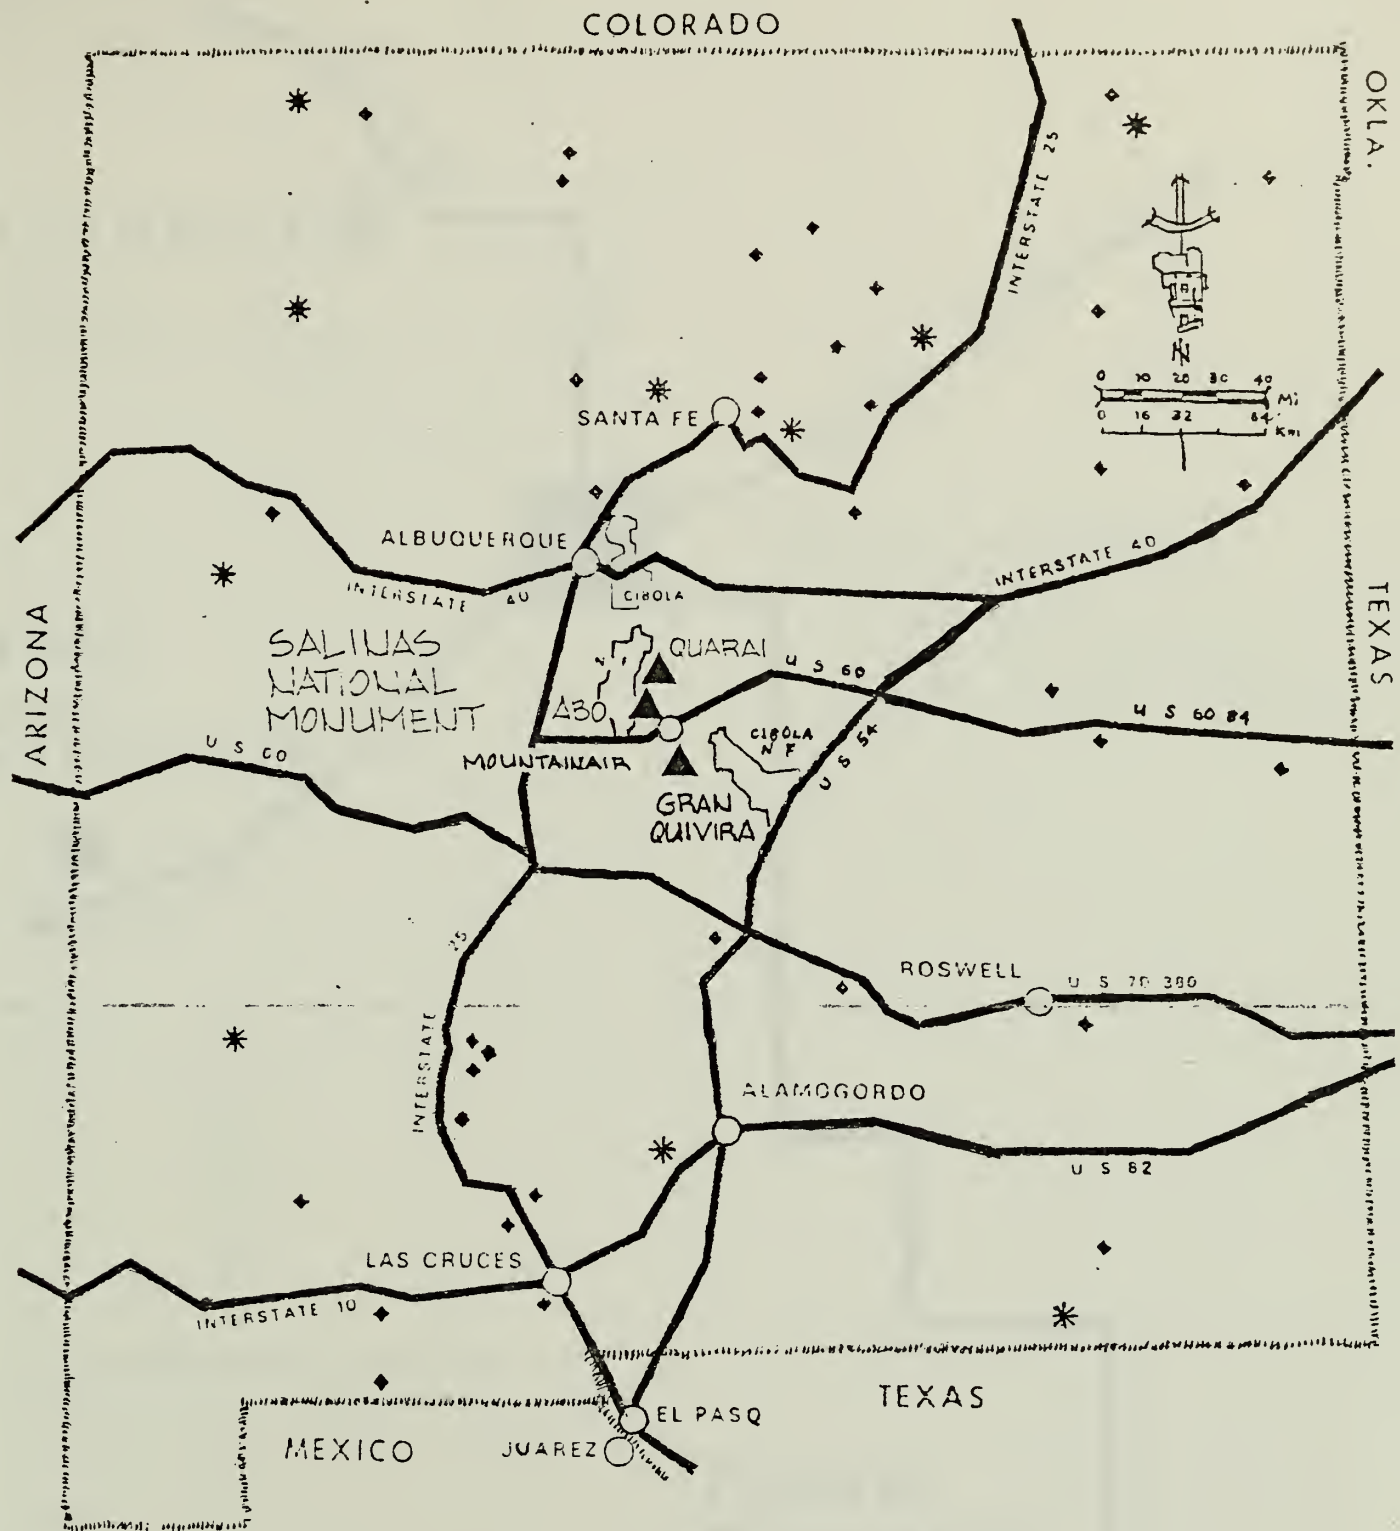 COLORADO
OKLA.
INTERSTATE 25
N
0 10 20 30 40
Mi
0 16 32 64
Km
SANTA FE
ALBUQUERQUE
INTERSTATE 40
INTERSTATE 40
CIBOLA
ARIZONA
TEXAS
SALINAS
NATIONAL
MONUMENT
QUARAI
N F
ABO
U S 60
U S 60 84
CIBOLA
N F
U S 54
MOUNTAINAIR
U S 60
GRAN
QUIVIRA
INTERSTATE 25
ROSWELL
U S 70 380
ALAMOGORDO
U S 82
LAS CRUCES
INTERSTATE 10
TEXAS
EL PASO
MEXICO
JUAREZ